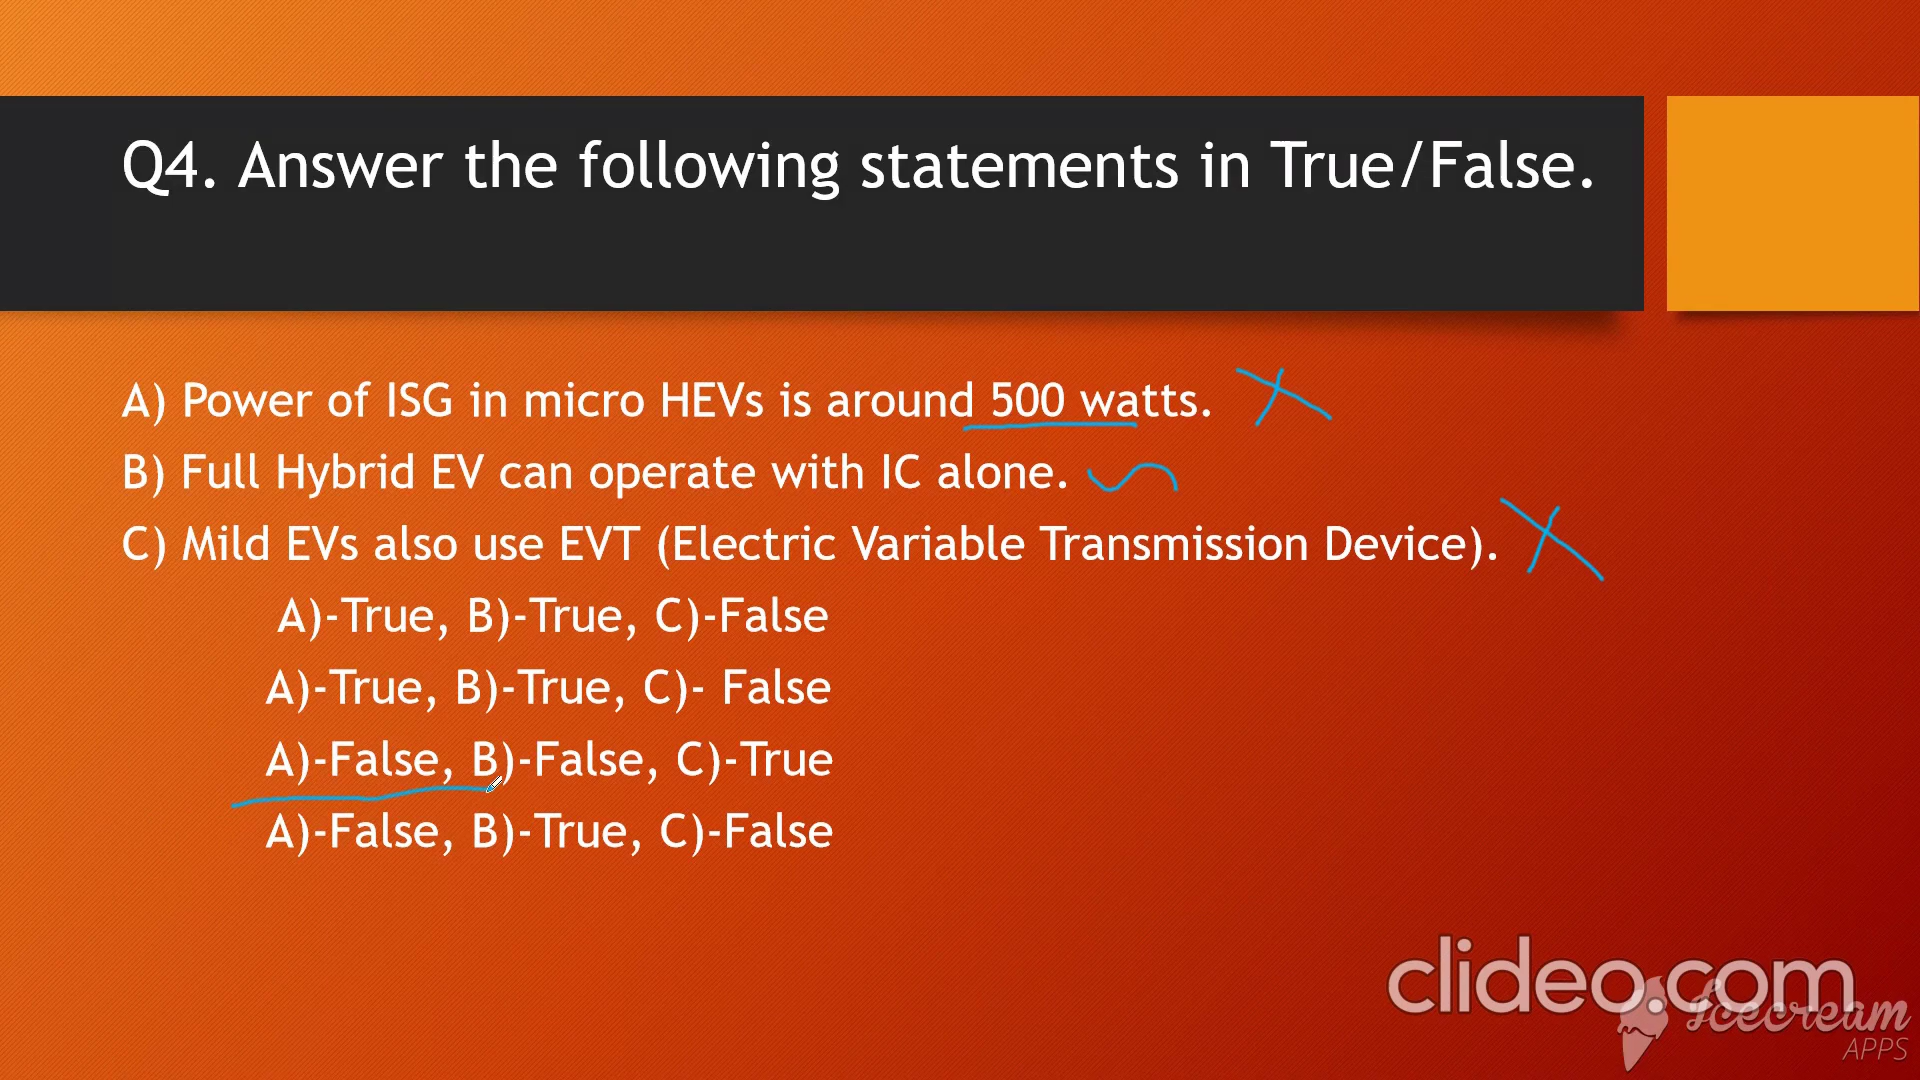 Q4. Answer the following statements in True/False.
A) Power of ISG in micro HEVs is around 500 watts.
B) Full Hybrid EV can operate with IC alone.
C) Mild EVs also use EVT (Electric Variable Transmission Device).
A)-True, B)-True, C)-False
A)-True, B)-True, C)- False
A)-False, B)-False, C)-True
A)-False, B)-True, C)-False
clideo.com
Icecream
APPS